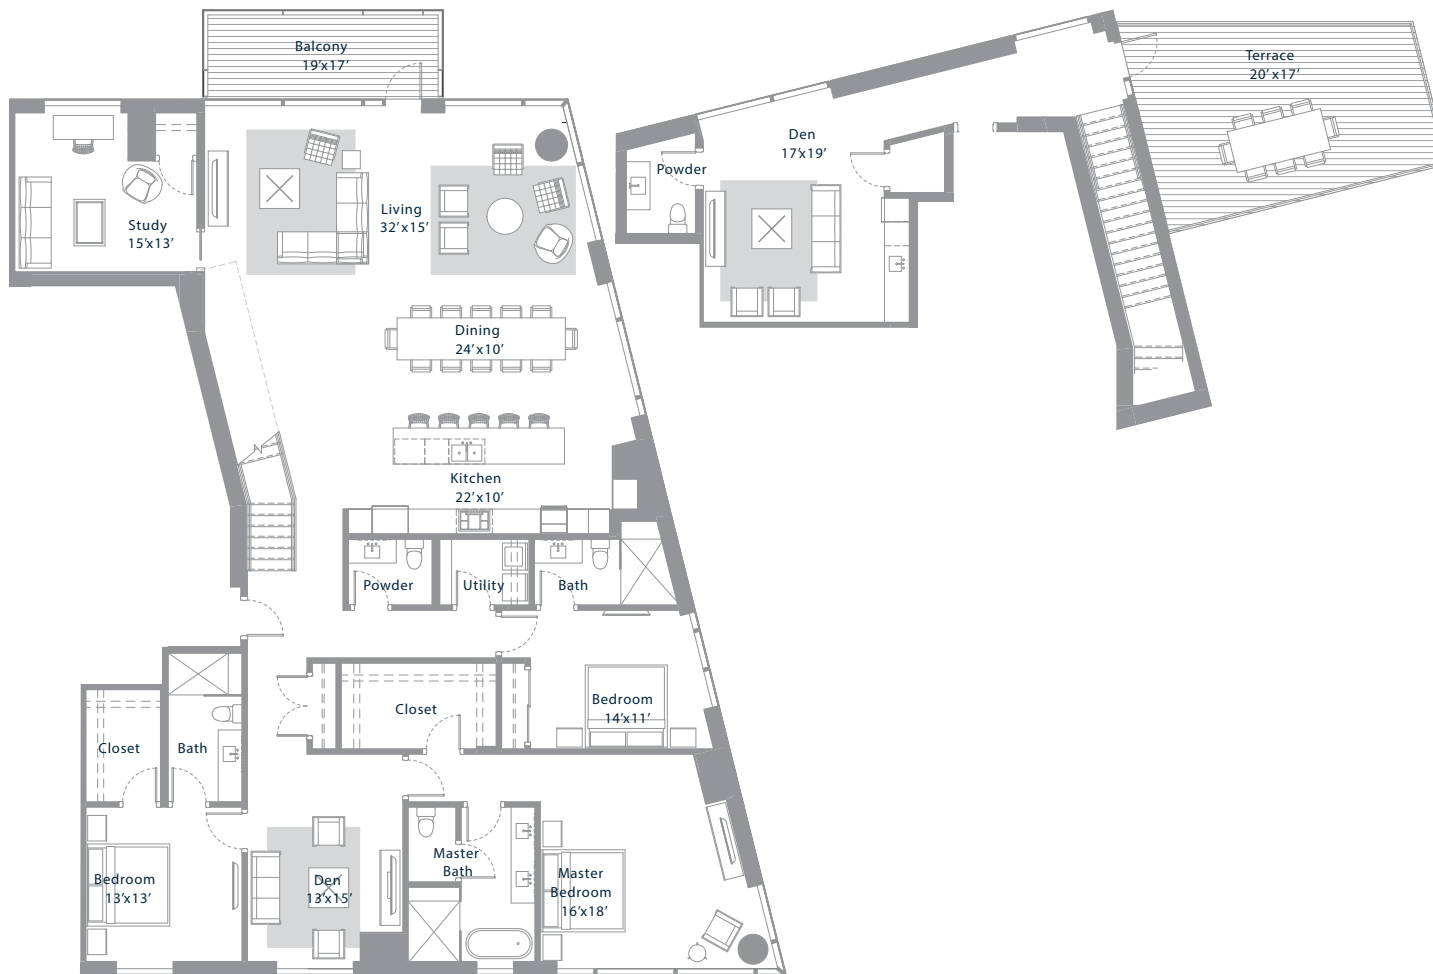 Balcony
19’x17’
Terrace
20’x17’
Den
17’x19’
Powder
Living
32’x15’
Study
15’x13’
Dining
24’x10’
Kitchen
22’x10’
Powder
Utility
Bath
Bedroom
14’x11’
Closet
Closet
Bath
Master
Bath
Bedroom
13’x13’
Den
13’x15’
Master
Bedroom
16’x18’